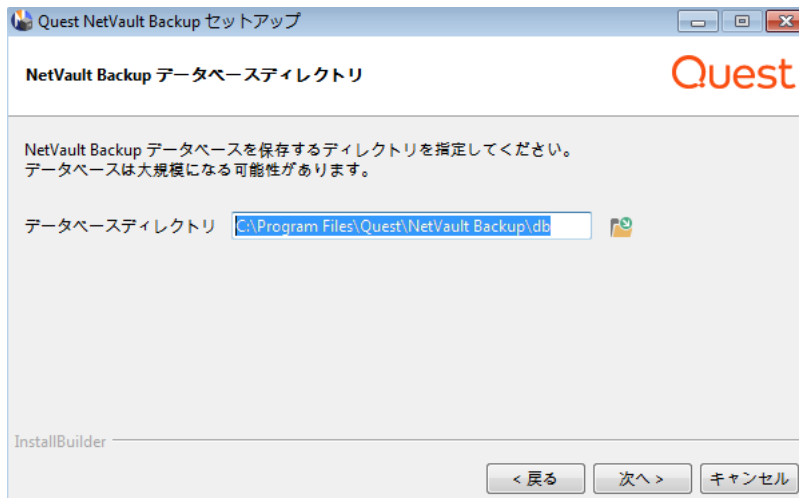 Quest NetVault Backup セットアップ
NetVault Backup データベースディレクトリ
Quest
NetVault Backup データベースを保存するディレクトリを指定してください。
データベースは大規模になる可能性があります。
データベースディレクトリ C:\Program Files\Quest\NetVault Backup\db
InstallBuilder
< 戻る 次へ > キャンセル